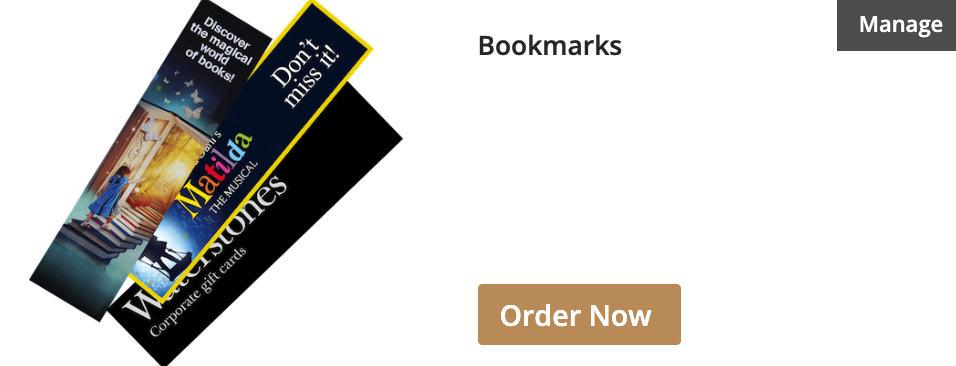 Discover
the magical
world
of books!
Don't
miss it!
Matilda
THE MUSICAL
Waterstones
Corporate gift cards
Bookmarks
Manage
Order Now